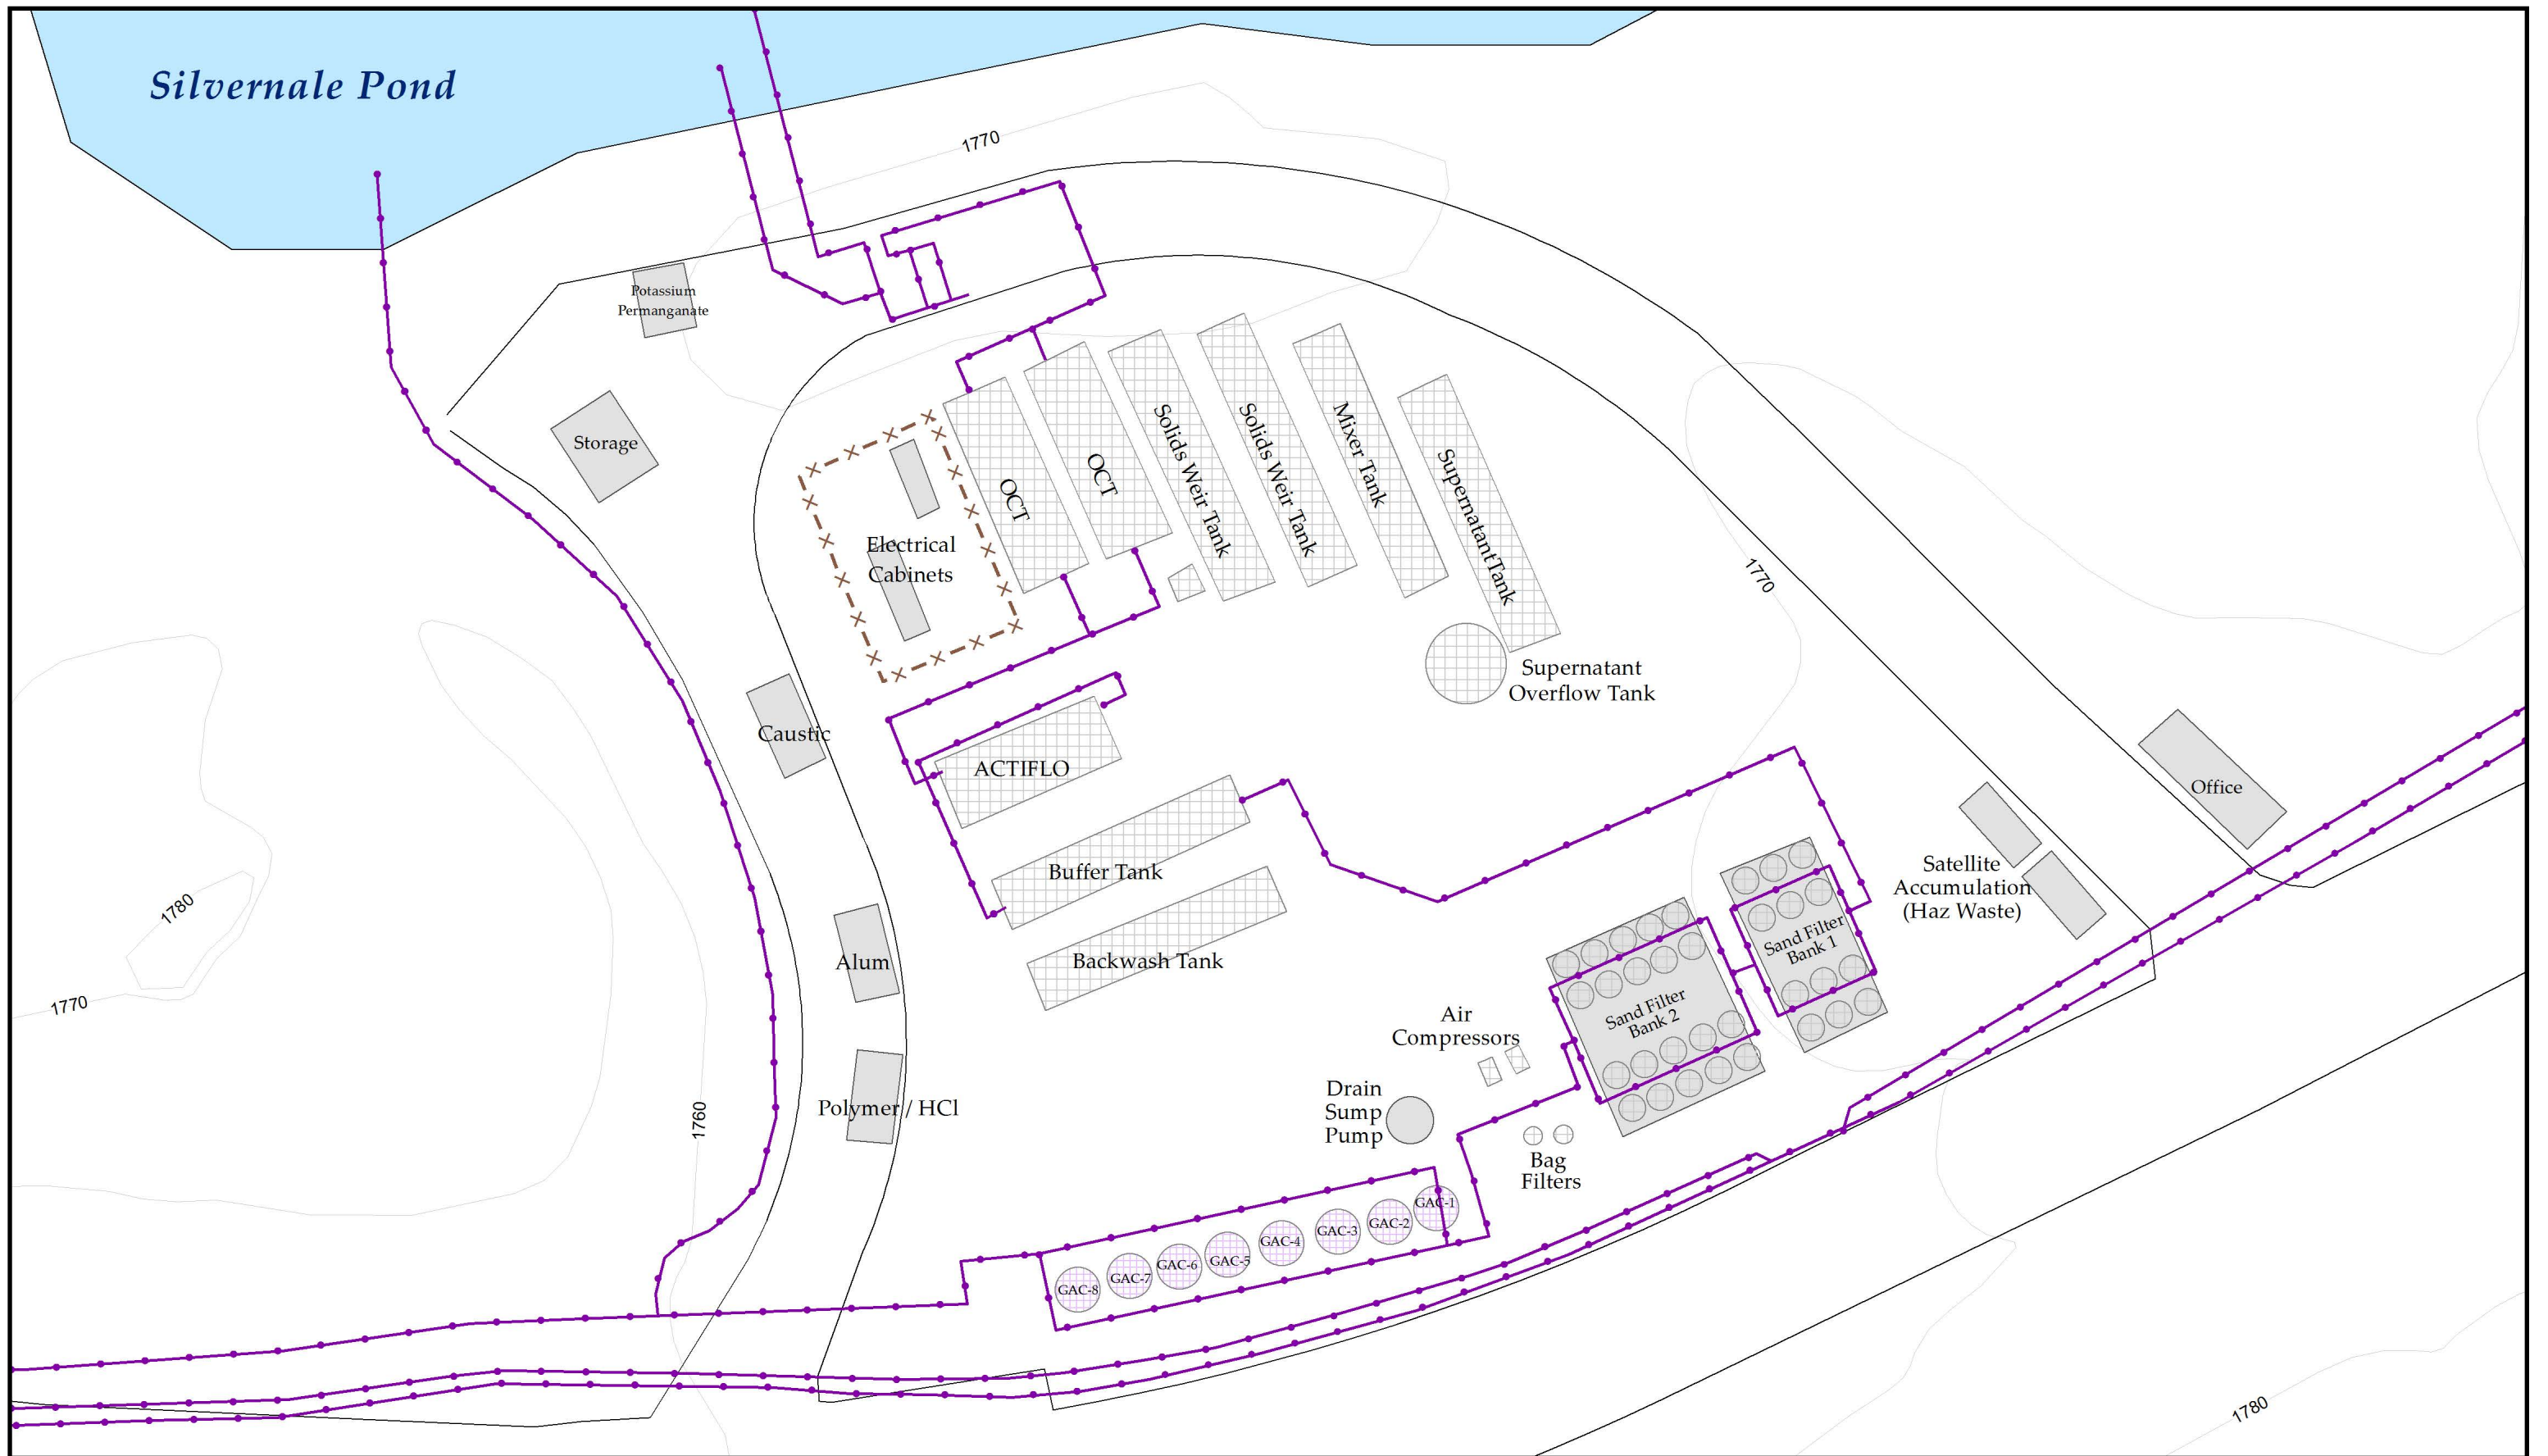 Silvernale Pond
1770
Potassium
Permanganate
Storage
OCT
OCT
Solids Weir Tank
Solids Weir Tank
Mixer Tank
SupernatantTank
Electrical
Cabinets
1770
Supernatant
Overflow Tank
Caustic
ACTIFLO
Office
Buffer Tank
Satellite
Accumulation
(Haz Waste)
1780
Sand Filter
Bank 1
Alum
Backwash Tank
1770
Sand Filter
Bank 2
Air
Compressors
Polymer / HCl
1760
Drain
Sump
Pump
Bag
Filters
GAC-1
GAC-2
GAC-3
GAC-4
GAC-5
GAC-6
GAC-7
GAC-8
1780